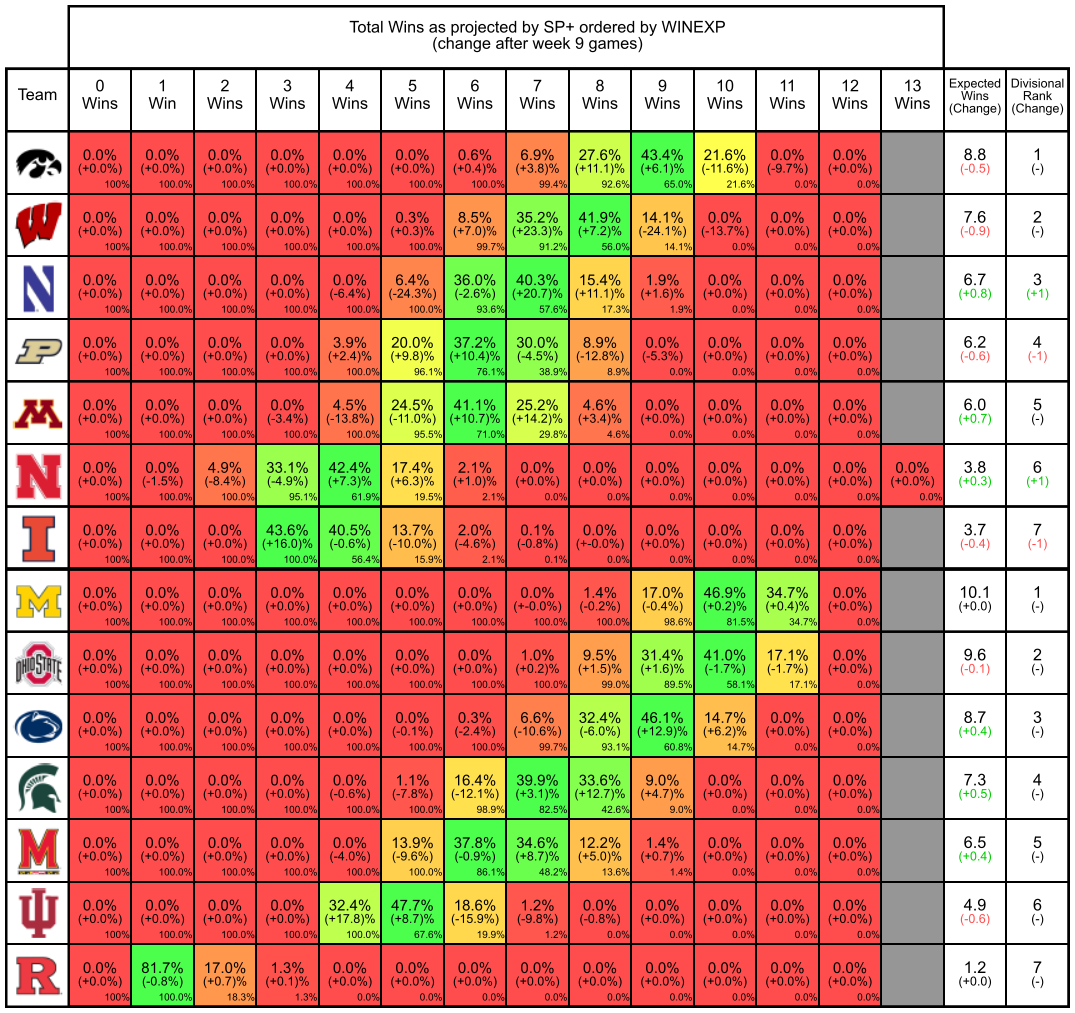 Total Wins as projected by SP+ ordered by WINEXP
(change after week 9 games)
Team 0 Wins 1 Win 2 Wins 3 Wins 4 Wins 5 Wins 6 Wins 7 Wins 8 Wins 9 Wins 10 Wins 11 Wins 12 Wins 13 Wins Expected Wins (Change) Divisional Rank (Change)
0.0% 0.0% 0.0% 0.0% 0.0% 0.0% 0.6% 6.9% 27.6% 43.4% 21.6% 0.0% 0.0% 8.8 1
(+0.0%) (+0.0%) (+0.0%) (+0.0%) (+0.0%) (+0.0%) (+0.4)% (+3.8)% (+11.1)% (+6.1)% (-11.6)% (-9.7)% (+0.0%) (-0.5) (-)
100% 100.0% 100.0% 100.0% 100.0% 100.0% 100.0% 99.4% 92.6% 65.0% 21.6% 0.0% 0.0%
W 0.0% 0.0% 0.0% 0.0% 0.0% 0.3% 8.5% 35.2% 41.9% 14.1% 0.0% 0.0% 0.0% 7.6 2
(+0.0%) (+0.0%) (+0.0%) (+0.0%) (+0.0%) (+0.3)% (+7.0)% (+23.3)% (+7.2)% (-24.1)% (-13.7)% (+0.0%) (+0.0%) (-0.9) (-)
100% 100.0% 100.0% 100.0% 100.0% 100.0% 99.7% 91.2% 56.0% 14.1% 0.0% 0.0% 0.0%
N 0.0% 0.0% 0.0% 0.0% 0.0% 6.4% 36.0% 40.3% 15.4% 1.9% 0.0% 0.0% 0.0% 6.7 3
(+0.0%) (+0.0%) (+0.0%) (+0.0%) (-6.4%) (-24.3)% (-2.6)% (+20.7)% (+11.1)% (+1.6)% (+0.0%) (+0.0%) (+0.0%) (+0.8) (+1)
100% 100.0% 100.0% 100.0% 100.0% 100.0% 93.6% 57.6% 17.3% 1.9% 0.0% 0.0% 0.0%
P 0.0% 0.0% 0.0% 0.0% 3.9% 20.0% 37.2% 30.0% 8.9% 0.0% 0.0% 0.0% 0.0% 6.2 4
(+0.0%) (+0.0%) (+0.0%) (+0.0%) (+2.4)% (+9.8)% (+10.4)% (-4.5)% (-12.8%) (-5.3%) (+0.0%) (+0.0%) (+0.0%) (-0.6) (-1)
100% 100.0% 100.0% 100.0% 100.0% 96.1% 76.1% 38.9% 8.9% 0.0% 0.0% 0.0% 0.0%
M 0.0% 0.0% 0.0% 0.0% 4.5% 24.5% 41.1% 25.2% 4.6% 0.0% 0.0% 0.0% 0.0% 6.0 5
(+0.0%) (+0.0%) (+0.0%) (-3.4%) (-13.8%) (-11.0%) (+10.7)% (+14.2)% (+3.4)% (+0.0%) (+0.0%) (+0.0%) (+0.0%) (+0.7) (-)
100% 100.0% 100.0% 100.0% 100.0% 95.5% 71.0% 29.8% 4.6% 0.0% 0.0% 0.0% 0.0%
N 0.0% 0.0% 4.9% 33.1% 42.4% 17.4% 2.1% 0.0% 0.0% 0.0% 0.0% 0.0% 0.0% 0.0% 3.8 6
(+0.0%) (-1.5%) (-8.4%) (-4.9%) (+7.3)% (+6.3)% (+1.0)% (+0.0%) (+0.0%) (+0.0%) (+0.0%) (+0.0%) (+0.0%) (+0.0%) (+0.3) (+1)
100% 100.0% 100.0% 95.1% 61.9% 19.5% 2.1% 0.0% 0.0% 0.0% 0.0% 0.0% 0.0% 0.0%
I 0.0% 0.0% 0.0% 43.6% 40.5% 13.7% 2.0% 0.1% 0.0% 0.0% 0.0% 0.0% 0.0% 3.7 7
(+0.0%) (+0.0%) (+0.0%) (+16.0)% (-0.6%) (-10.0%) (-4.6%) (-0.8%) (+-0.0%) (+0.0%) (+0.0%) (+0.0%) (+0.0%) (-0.4) (-1)
100% 100.0% 100.0% 100.0% 56.4% 15.9% 2.1% 0.1% 0.0% 0.0% 0.0% 0.0% 0.0%
M 0.0% 0.0% 0.0% 0.0% 0.0% 0.0% 0.0% 0.0% 1.4% 17.0% 46.9% 34.7% 0.0% 10.1 1
(+0.0%) (+0.0%) (+0.0%) (+0.0%) (+0.0%) (+0.0%) (+0.0%) (+-0.0%) (-0.2%) (-0.4%) (+0.2)% (+0.4)% (+0.0%) (+0.0) (-)
100% 100.0% 100.0% 100.0% 100.0% 100.0% 100.0% 100.0% 100.0% 98.6% 81.5% 34.7% 0.0%
OHIO STATE 0.0% 0.0% 0.0% 0.0% 0.0% 0.0% 0.0% 1.0% 9.5% 31.4% 41.0% 17.1% 0.0% 9.6 2
(+0.0%) (+0.0%) (+0.0%) (+0.0%) (+0.0%) (+0.0%) (+0.0%) (+0.2)% (+1.5)% (+1.6)% (-1.7)% (-1.7)% (+0.0%) (-0.1) (-)
100% 100.0% 100.0% 100.0% 100.0% 100.0% 100.0% 100.0% 99.0% 89.5% 58.1% 17.1% 0.0%
0.0% 0.0% 0.0% 0.0% 0.0% 0.0% 0.3% 6.6% 32.4% 46.1% 14.7% 0.0% 0.0% 8.7 3
(+0.0%) (+0.0%) (+0.0%) (+0.0%) (+0.0%) (-0.1%) (-2.4%) (-10.6%) (-6.0%) (+12.9)% (+6.2)% (+0.0%) (+0.0%) (+0.4) (-)
100% 100.0% 100.0% 100.0% 100.0% 100.0% 100.0% 99.7% 93.1% 60.8% 14.7% 0.0% 0.0%
0.0% 0.0% 0.0% 0.0% 0.0% 1.1% 16.4% 39.9% 33.6% 9.0% 0.0% 0.0% 0.0% 7.3 4
(+0.0%) (+0.0%) (+0.0%) (+0.0%) (-0.6%) (-7.8%) (-12.1%) (+3.1)% (+12.7)% (+4.7)% (+0.0%) (+0.0%) (+0.0%) (+0.5) (-)
100% 100.0% 100.0% 100.0% 100.0% 100.0% 98.9% 82.5% 42.6% 9.0% 0.0% 0.0% 0.0%
M 0.0% 0.0% 0.0% 0.0% 0.0% 13.9% 37.8% 34.6% 12.2% 1.4% 0.0% 0.0% 0.0% 6.5 5
(+0.0%) (+0.0%) (+0.0%) (+0.0%) (-4.0%) (-9.6%) (-0.9%) (+8.7)% (+5.0)% (+0.7)% (+0.0%) (+0.0%) (+0.0%) (+0.4) (-)
100% 100.0% 100.0% 100.0% 100.0% 100.0% 86.1% 48.2% 13.6% 1.4% 0.0% 0.0% 0.0%
0.0% 0.0% 0.0% 0.0% 32.4% 47.7% 18.6% 1.2% 0.0% 0.0% 0.0% 0.0% 0.0% 4.9 6
(+0.0%) (+0.0%) (+0.0%) (+0.0%) (+17.8)% (+8.7)% (-15.9%) (-9.8%) (-0.8%) (+0.0%) (+0.0%) (+0.0%) (+0.0%) (-0.6) (-)
100% 100.0% 100.0% 100.0% 100.0% 67.6% 19.9% 1.2% 0.0% 0.0% 0.0% 0.0% 0.0%
R 0.0% 81.7% 17.0% 1.3% 0.0% 0.0% 0.0% 0.0% 0.0% 0.0% 0.0% 0.0% 0.0% 1.2 7
(+0.0%) (-0.8%) (+0.7)% (+0.1)% (+0.0%) (+0.0%) (+0.0%) (+0.0%) (+0.0%) (+0.0%) (+0.0%) (+0.0%) (+0.0%) (+0.0) (-)
100% 100.0% 18.3% 1.3% 0.0% 0.0% 0.0% 0.0% 0.0% 0.0% 0.0% 0.0% 0.0%